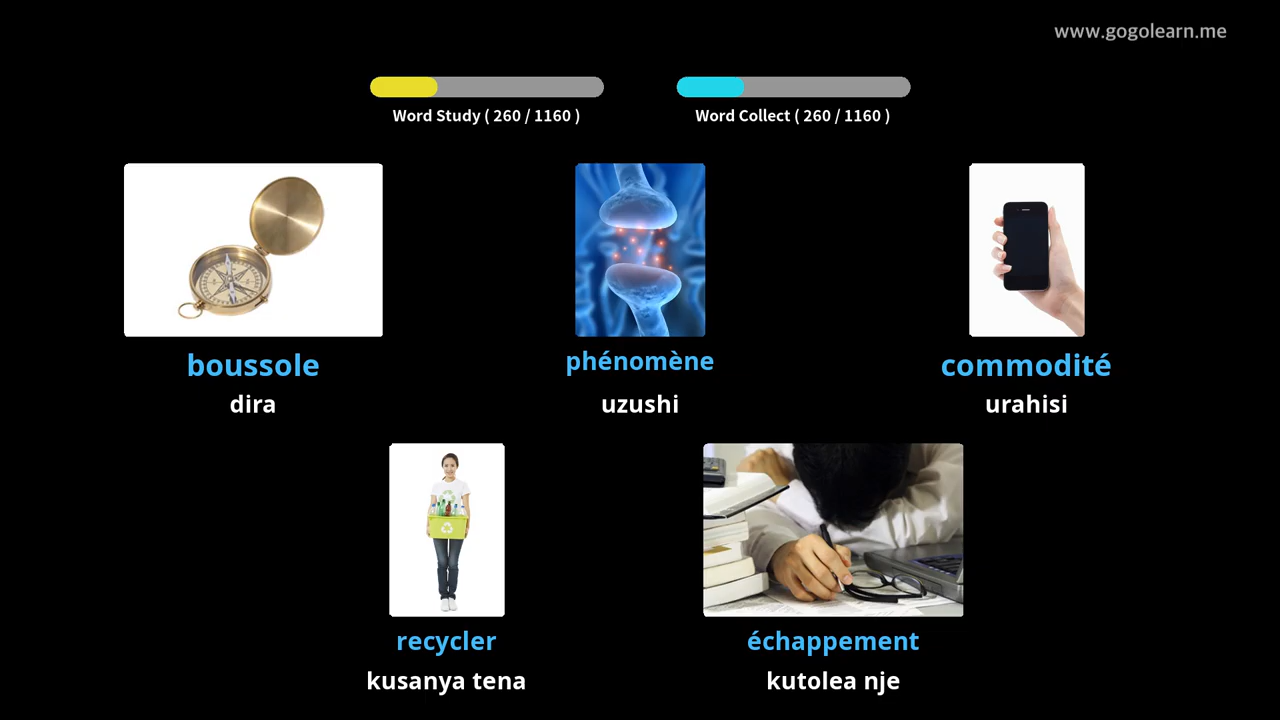 www.gogolearn.me
Word Study ( 260 / 1160 )
Word Collect ( 260 / 1160 )
boussole
dira
phénomène
uzushi
commodité
urahisi
recycler
kusanya tena
échappement
kutolea nje